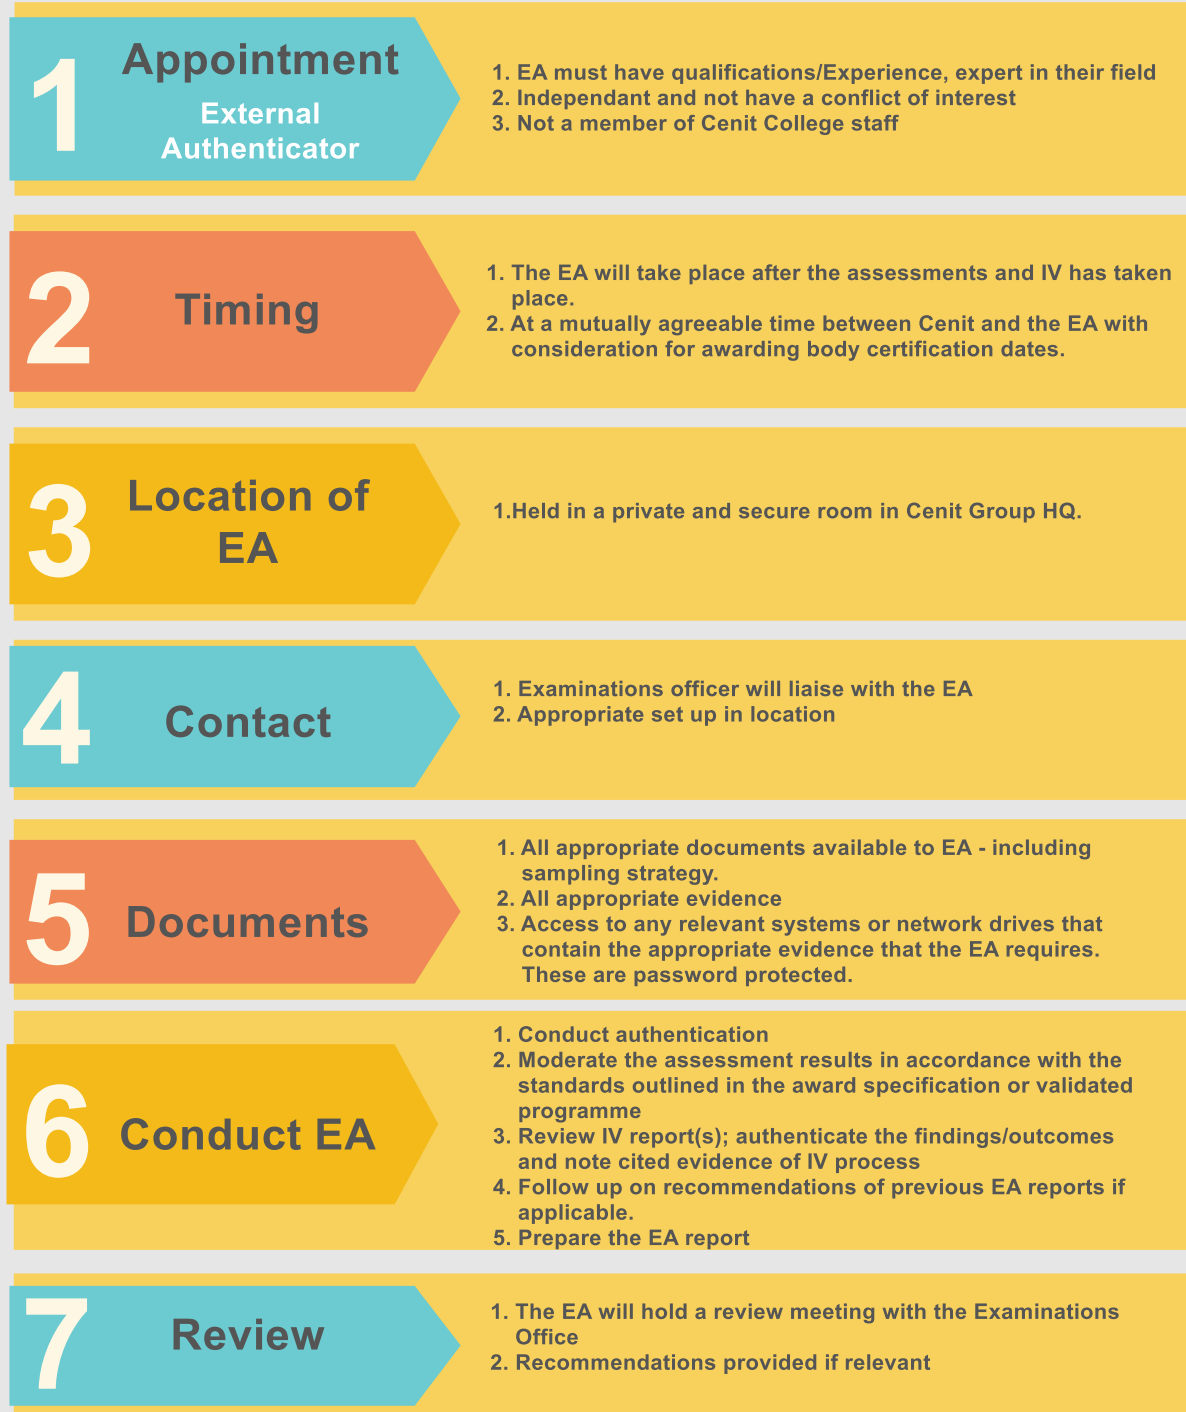 1
Appointment
External
Authenticator
1. EA must have qualifications/Experience, expert in their field
2. Independant and not have a conflict of interest
3. Not a member of Cenit College staff
2
Timing
1. The EA will take place after the assessments and IV has taken
place.
2. At a mutually agreeable time between Cenit and the EA with
consideration for awarding body certification dates.
3
Location of
EA
1.Held in a private and secure room in Cenit Group HQ.
4
Contact
1. Examinations officer will liaise with the EA
2. Appropriate set up in location
5
Documents
1. All appropriate documents available to EA - including
sampling strategy.
2. All appropriate evidence
3. Access to any relevant systems or network drives that
contain the appropriate evidence that the EA requires.
These are password protected.
6
Conduct EA
1. Conduct authentication
2. Moderate the assessment results in accordance with the
standards outlined in the award specification or validated
programme
3. Review IV report(s); authenticate the findings/outcomes
and note cited evidence of IV process
4. Follow up on recommendations of previous EA reports if
applicable.
5. Prepare the EA report
7
Review
1. The EA will hold a review meeting with the Examinations
Office
2. Recommendations provided if relevant